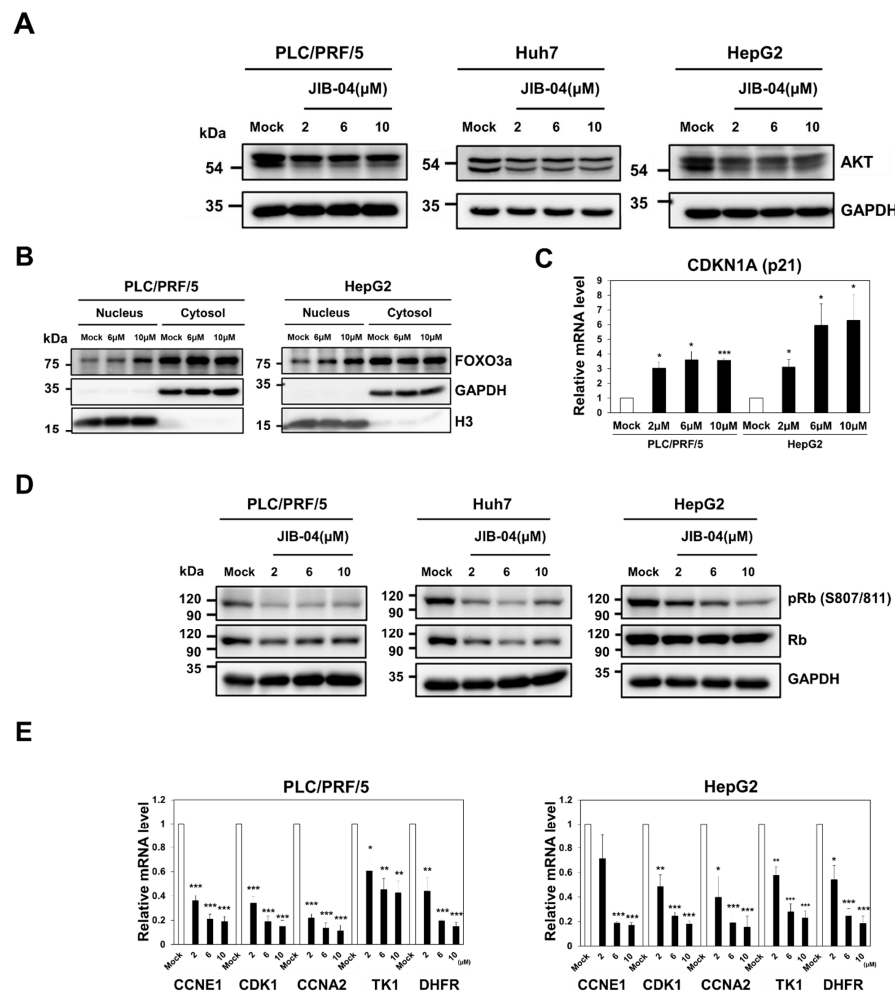 A
PLC/PRF/5 Huh7 HepG2
JIB-04(μM) JIB-04(μM) JIB-04(μM)
kDa Mock 2 6 10 Mock 2 6 10 Mock 2 6 10
54 54 54 AKT
35 35 35 GAPDH
B
PLC/PRF/5 HepG2
Nucleus Cytosol Nucleus Cytosol
kDa Mock 6μM 10μM Mock 6μM 10μM Mock 6μM 10μM Mock 6μM 10μM
75 75 FOXO3a
35 35 GAPDH
15 15 H3
C
CDKN1A (p21)
Relative mRNA level
9
8
7
6
5
4
3
2
1
0
* * *** * * *
Mock 2μM 6μM 10μM Mock 2μM 6μM 10μM
PLC/PRF/5 HepG2
D
PLC/PRF/5 Huh7 HepG2
JIB-04(μM) JIB-04(μM) JIB-04(μM)
kDa Mock 2 6 10 Mock 2 6 10 Mock 2 6 10
120 120 120 pRb (S807/811)
90 90 90
120 120 120 Rb
90 90 90
35 35 35 GAPDH
E
PLC/PRF/5
Relative mRNA level
1.2
1
0.8
0.6
0.4
0.2
0
*** *** *** *** *** *** *** *** *** * ** ** ** *** ***
Mock 2 6 10 Mock 2 6 10 Mock 2 6 10 Mock 2 6 10 Mock 2 6 10 (μM)
CCNE1 CDK1 CCNA2 TK1 DHFR
HepG2
Relative mRNA level
1.2
1
0.8
0.6
0.4
0.2
0
*** *** ** *** *** * *** *** ** *** *** * *** ***
Mock 2 6 10 Mock 2 6 10 Mock 2 6 10 Mock 2 6 10 Mock 2 6 10 (μM)
CCNE1 CDK1 CCNA2 TK1 DHFR